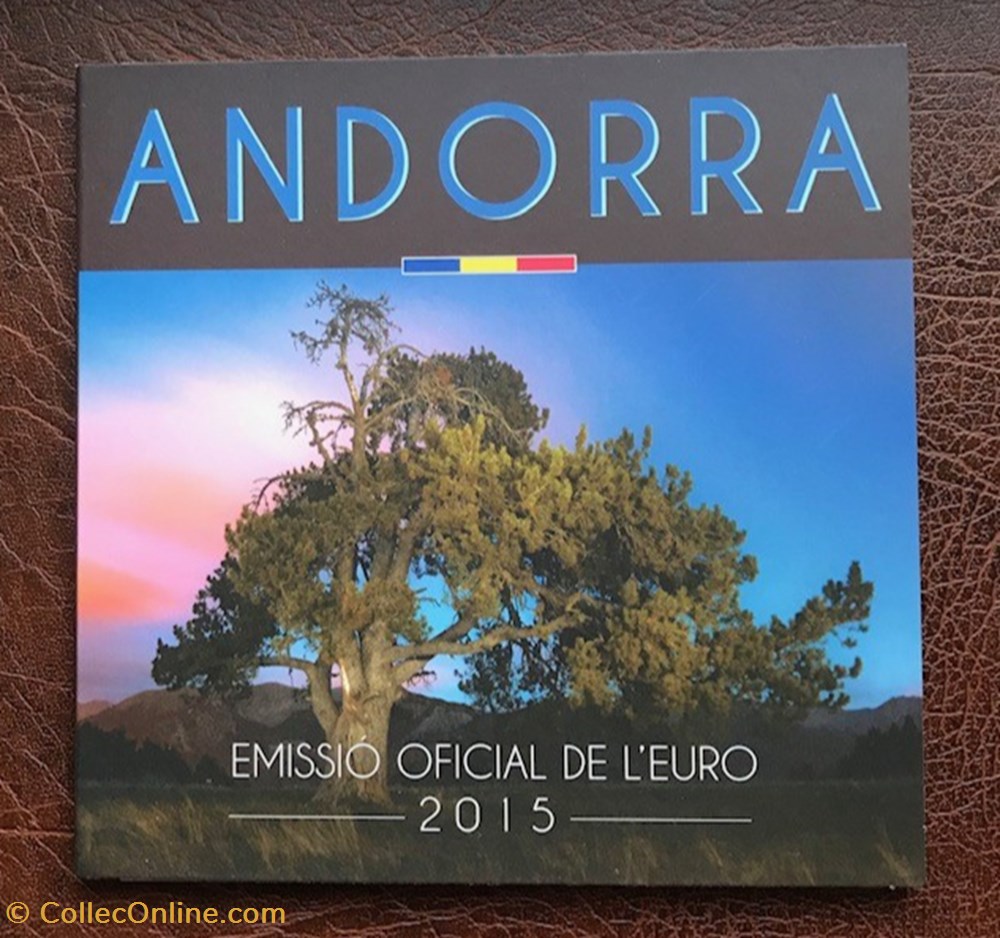 ANDORRA
EMISSIÓ OFICIAL DE L'EURO
2015
© CollecOnline.com